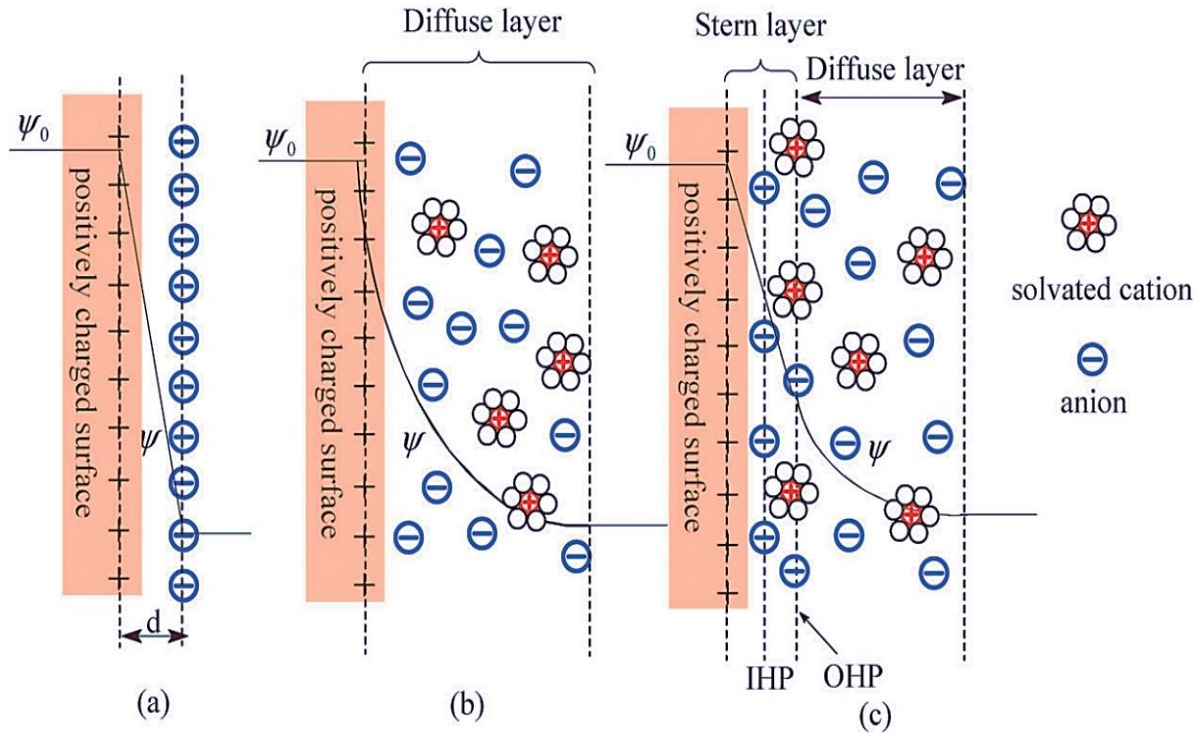 Diffuse layer
Stern layer
Diffuse layer
ψ₀
ψ₀
ψ₀
positively charged surface
positively charged surface
positively charged surface
ψ
ψ
ψ
solvated cation
anion
d
IHP
OHP
(a)
(b)
(c)